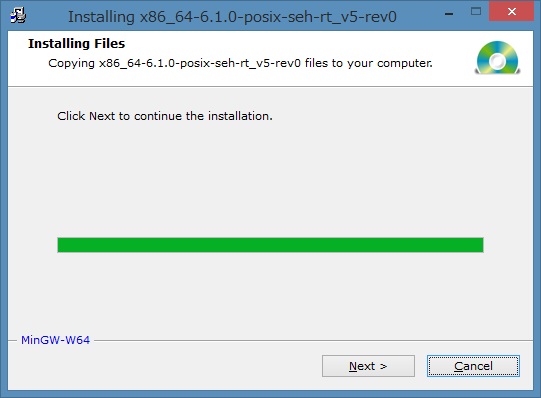 Installing x86_64-6.1.0-posix-seh-rt_v5-rev0
Installing Files
Copying x86_64-6.1.0-posix-seh-rt_v5-rev0 files to your computer.
Click Next to continue the installation.
MinGW-W64
Next >
Cancel